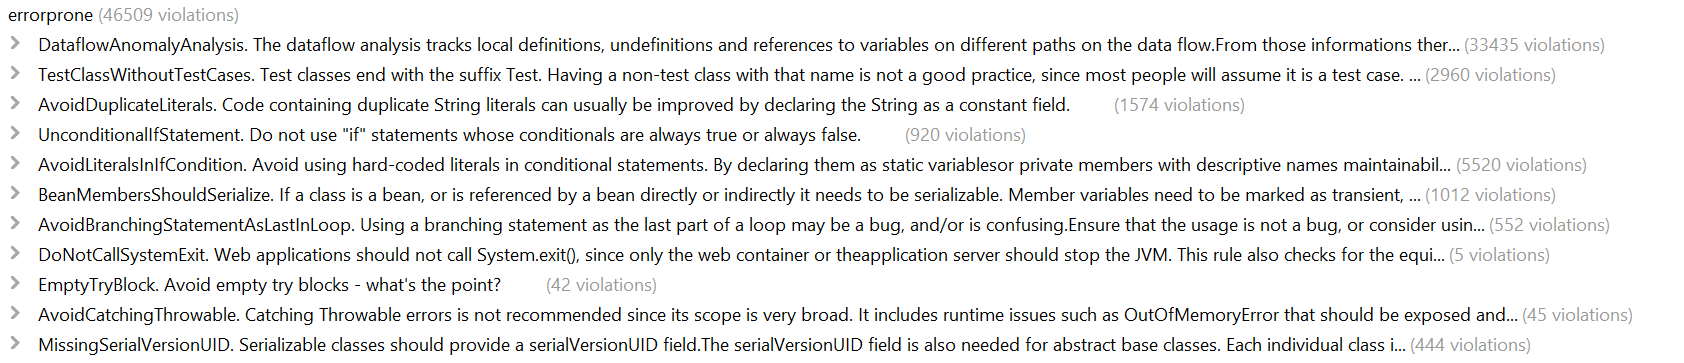 errorprone (46509 violations)
DataflowAnomalyAnalysis. The dataflow analysis tracks local definitions, undefinitions and references to variables on different paths on the data flow.From those informations ther... (33435 violations)
TestClassWithoutTestCases. Test classes end with the suffix Test. Having a non-test class with that name is not a good practice, since most people will assume it is a test case. ... (2960 violations)
AvoidDuplicateLiterals. Code containing duplicate String literals can usually be improved by declaring the String as a constant field. (1574 violations)
UnconditionalIfStatement. Do not use "if" statements whose conditionals are always true or always false. (920 violations)
AvoidLiteralsInIfCondition. Avoid using hard-coded literals in conditional statements. By declaring them as static variablesor private members with descriptive names maintainabil... (5520 violations)
BeanMembersShouldSerialize. If a class is a bean, or is referenced by a bean directly or indirectly it needs to be serializable. Member variables need to be marked as transient, ... (1012 violations)
AvoidBranchingStatementAsLastInLoop. Using a branching statement as the last part of a loop may be a bug, and/or is confusing.Ensure that the usage is not a bug, or consider usin... (552 violations)
DoNotCallSystemExit. Web applications should not call System.exit(), since only the web container or theapplication server should stop the JVM. This rule also checks for the equi... (5 violations)
EmptyTryBlock. Avoid empty try blocks - what's the point? (42 violations)
AvoidCatchingThrowable. Catching Throwable errors is not recommended since its scope is very broad. It includes runtime issues such as OutOfMemoryError that should be exposed and... (45 violations)
MissingSerialVersionUID. Serializable classes should provide a serialVersionUID field.The serialVersionUID field is also needed for abstract base classes. Each individual class i... (444 violations)